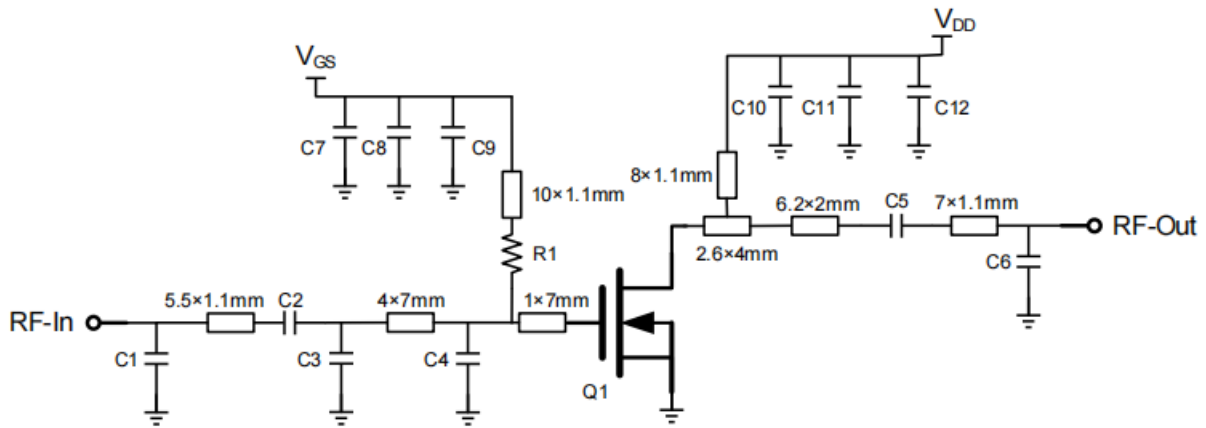 V_DD
V_GS
C10
C11
C12
C7
C8
C9
8×1.1mm
10×1.1mm
6.2×2mm
C5
7×1.1mm
RF-Out
2.6×4mm
R1
C6
5.5×1.1mm
C2
4×7mm
1×7mm
RF-In
C1
C3
C4
Q1